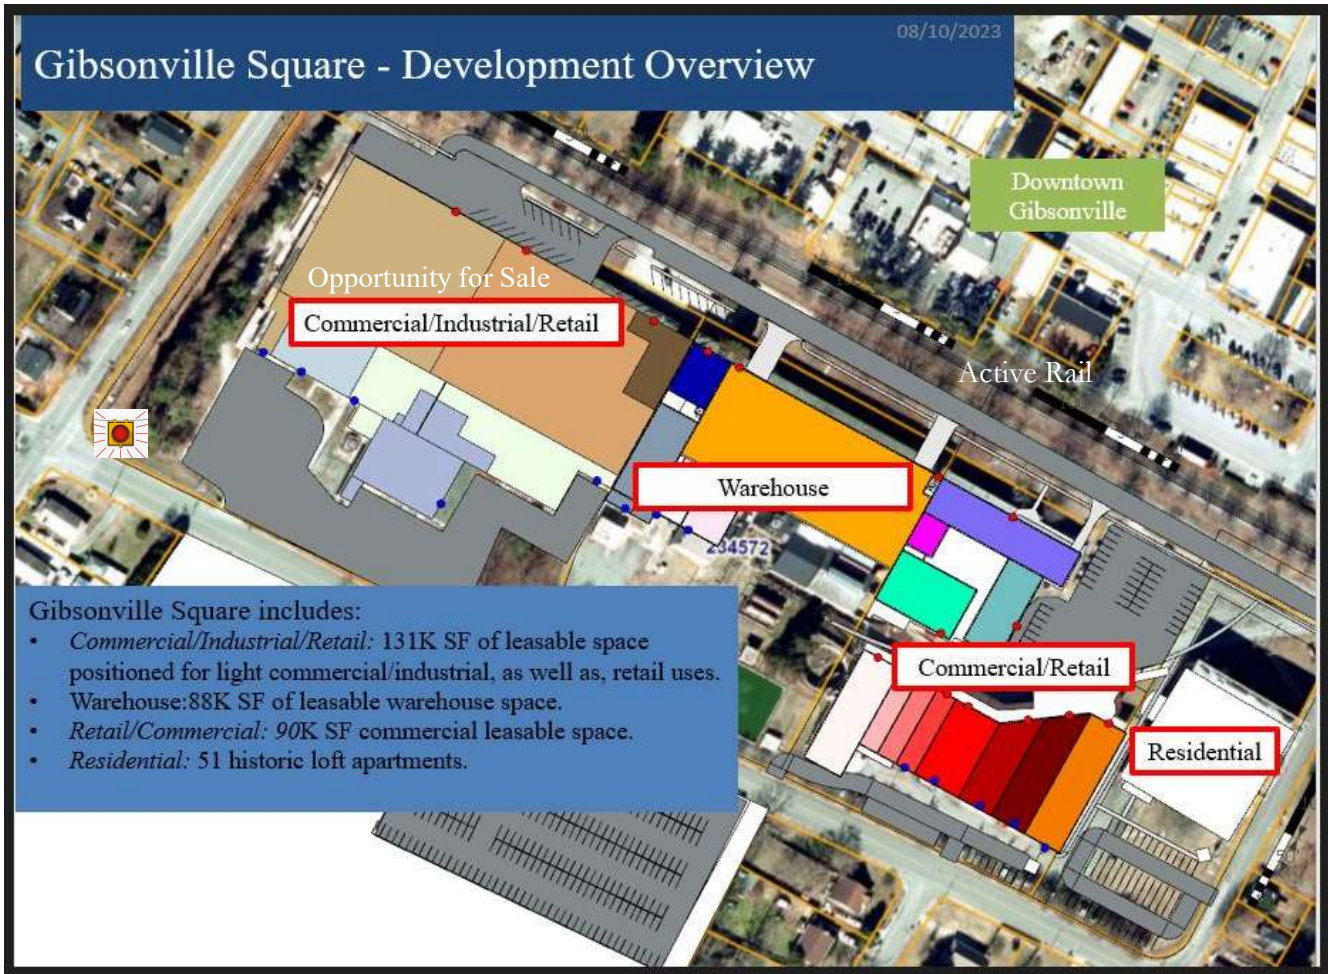 08/10/2023
Gibsonville Square - Development Overview
Downtown
Gibsonville
Opportunity for Sale
Commercial/Industrial/Retail
Active Rail
Warehouse
234572
Gibsonville Square includes:
• Commercial/Industrial/Retail: 131K SF of leasable space
positioned for light commercial/industrial, as well as, retail uses.
• Warehouse:88K SF of leasable warehouse space.
• Retail/Commercial: 90K SF commercial leasable space.
• Residential: 51 historic loft apartments.
Commercial/Retail
Residential
50